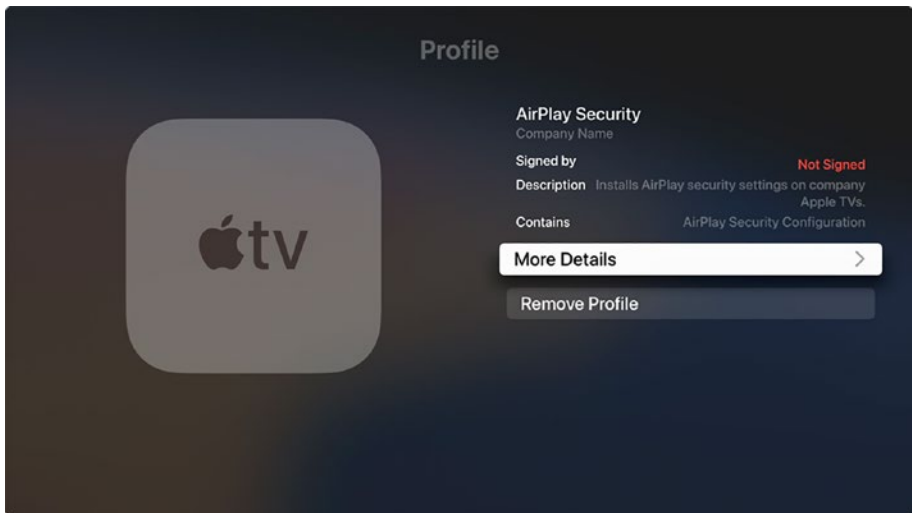 Profile
tv
AirPlay Security
Company Name
Signed by Not Signed
Description Installs AirPlay security settings on company
Apple TVs.
Contains AirPlay Security Configuration
More Details
Remove Profile